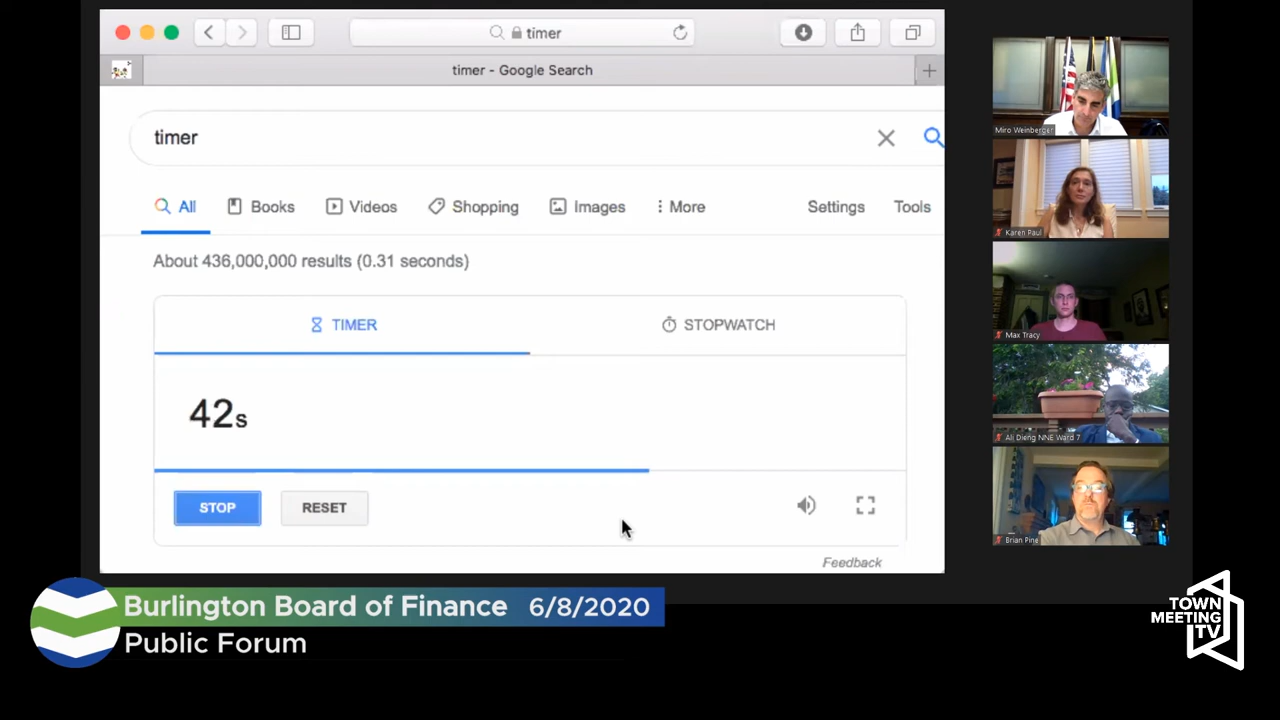 timer
timer - Google Search
timer
All Books Videos Shopping Images More Settings Tools
About 436,000,000 results (0.31 seconds)
TIMER STOPWATCH
42s
STOP RESET
Feedback
Miro Weinberger
Karen Paul
Max Tracy
Ali Dieng NNE Ward 7
Brian Pine
Burlington Board of Finance 6/8/2020
Public Forum
TOWN
MEETING
TV